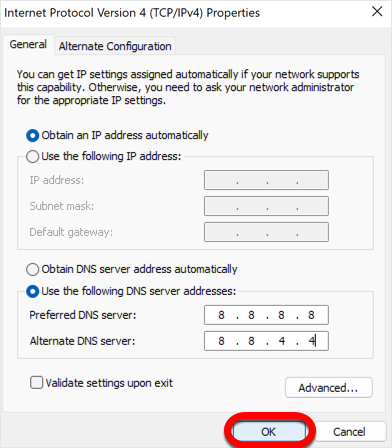 Internet Protocol Version 4 (TCP/IPv4) Properties
General Alternate Configuration
You can get IP settings assigned automatically if your network supports
this capability. Otherwise, you need to ask your network administrator
for the appropriate IP settings.
Obtain an IP address automatically
Use the following IP address:
IP address: . . .
Subnet mask: . . .
Default gateway: . . .
Obtain DNS server address automatically
Use the following DNS server addresses:
Preferred DNS server: 8 . 8 . 8 . 8
Alternate DNS server: 8 . 8 . 4 . 4
Validate settings upon exit
Advanced...
OK Cancel